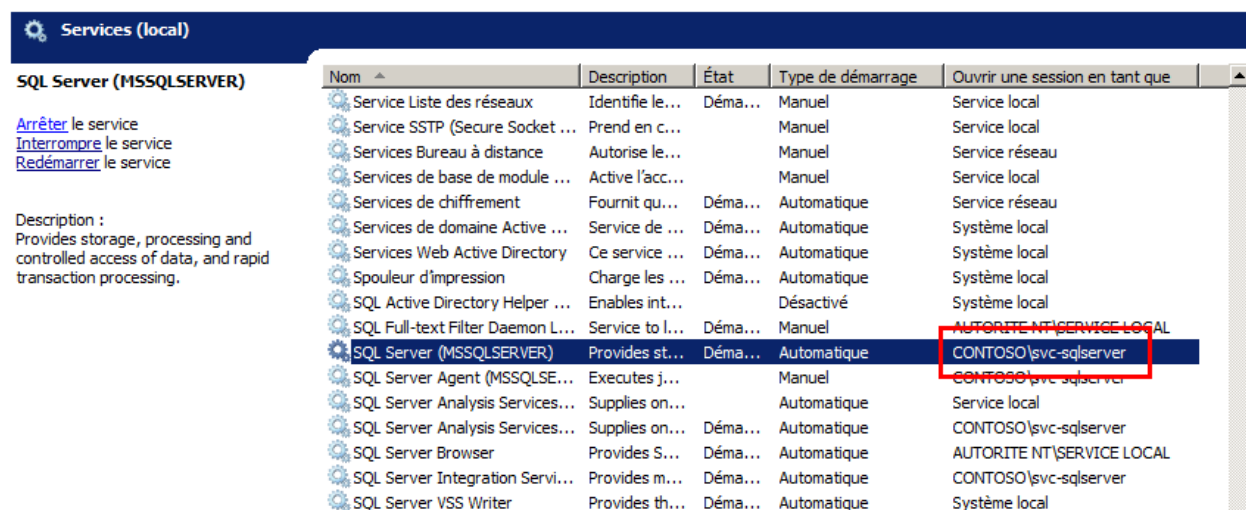 Services (local)
SQL Server (MSSQLSERVER)
Arrêter le service
Interrompre le service
Redémarrer le service
Description :
Provides storage, processing and
controlled access of data, and rapid
transaction processing.
Nom Description État Type de démarrage Ouvrir une session en tant que
Service Liste des réseaux Identifie le... Déma... Manuel Service local
Service SSTP (Secure Socket ... Prend en c... Manuel Service local
Services Bureau à distance Autorise le... Manuel Service réseau
Services de base de module ... Active l'acc... Manuel Service local
Services de chiffrement Fournit qu... Déma... Automatique Service réseau
Services de domaine Active ... Service de ... Déma... Automatique Système local
Services Web Active Directory Ce service ... Déma... Automatique Système local
Spouleur d'impression Charge les ... Déma... Automatique Système local
SQL Active Directory Helper ... Enables int... Désactivé Système local
SQL Full-text Filter Daemon L... Service to l... Déma... Manuel AUTORITE NT\SERVICE LOCAL
SQL Server (MSSQLSERVER) Provides st... Déma... Automatique CONTOSO\svc-sqlserver
SQL Server Agent (MSSQLSE... Executes j... Manuel CONTOSO\svc-sqlserver
SQL Server Analysis Services... Supplies on... Automatique Service local
SQL Server Analysis Services... Supplies on... Déma... Automatique CONTOSO\svc-sqlserver
SQL Server Browser Provides S... Déma... Automatique AUTORITE NT\SERVICE LOCAL
SQL Server Integration Servi... Provides m... Déma... Automatique CONTOSO\svc-sqlserver
SQL Server VSS Writer Provides th... Déma... Automatique Système local